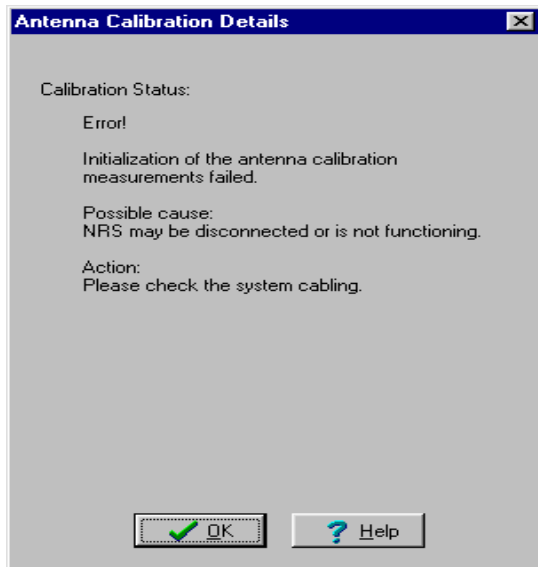 Antenna Calibration Details
Calibration Status:
Error!
Initialization of the antenna calibration
measurements failed.
Possible cause:
NRS may be disconnected or is not functioning.
Action:
Please check the system cabling.
OK
Help